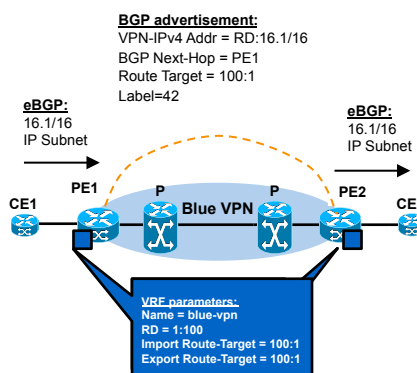 BGP advertisement:
VPN-IPv4 Addr = RD:16.1/16
BGP Next-Hop = PE1
Route Target = 100:1
Label=42
eBGP:
16.1/16
IP Subnet
eBGP:
16.1/16
IP Subnet
PE1
P
P
PE2
CE1
Blue VPN
CE
VRF parameters:
Name = blue-vpn
RD = 1:100
Import Route-Target = 100:1
Export Route-Target = 100:1